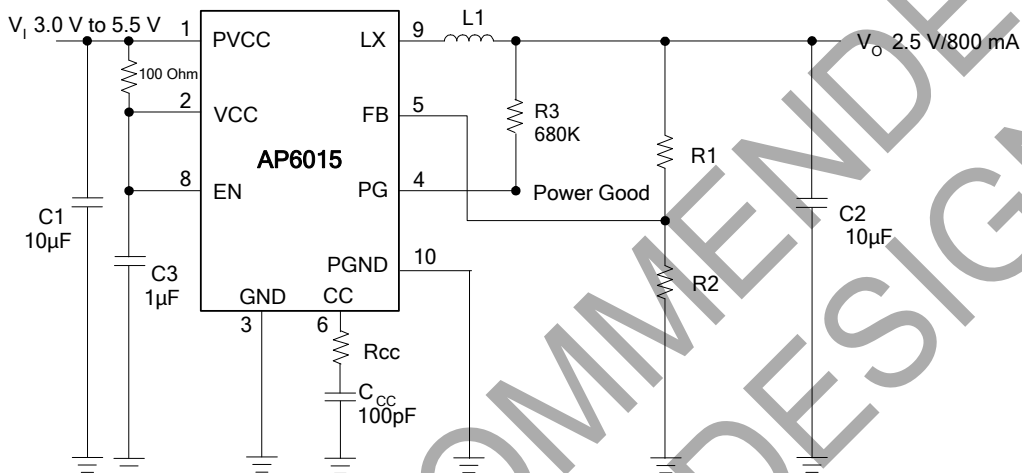 V_I 3.0 V to 5.5 V
1
PVCC
LX
9
L1
V_O 2.5 V/800 mA
100 Ohm
2
VCC
FB
5
R3
680K
R1
AP6015
8
EN
PG
4
Power Good
C1
10µF
C2
10µF
C3
1µF
PGND
10
R2
GND
CC
3
6
Rcc
C_CC
100pF
OMMENDE
DESIG